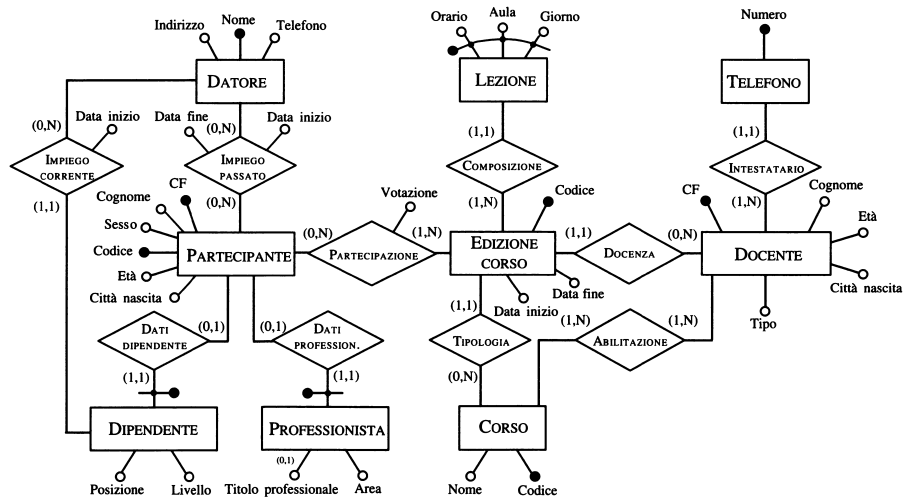 Indirizzo
Nome
Telefono
Orario
Aula
Giorno
Numero
DATORE
LEZIONE
TELEFONO
(0,N)
Data inizio
Data fine
(0,N)
Data inizio
(1,1)
(1,1)
IMPIEGO
CORRENTE
IMPIEGO
PASSATO
COMPOSIZIONE
INTESTATARIO
(1,1)
Cognome
CF
(0,N)
Votazione
(1,N)
Codice
CF
(1,N)
Cognome
Sesso
Codice
Età
Città nascita
PARTECIPANTE
(0,N)
PARTECIPAZIONE
(1,N)
EDIZIONE
CORSO
(1,1)
DOCENZA
(0,N)
DOCENTE
Età
Città nascita
Tipo
Data fine
Data inizio
DATI
DIPENDENTE
(0,1)
(0,1)
DATI
PROFESSION.
(1,1)
TIPOLOGIA
(1,N)
ABILITAZIONE
(1,N)
(1,1)
(1,1)
(0,N)
DIPENDENTE
PROFESSIONISTA
CORSO
Posizione
Livello
(0,1)
Titolo professionale
Area
Nome
Codice